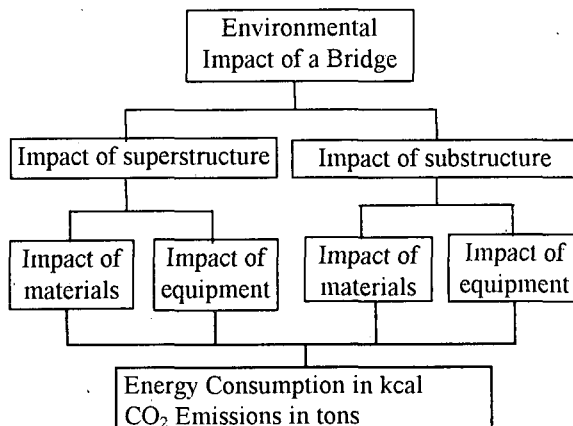 Environmental
Impact of a Bridge
Impact of superstructure
Impact of substructure
Impact of
materials
Impact of
equipment
Impact of
materials
Impact of
equipment
Energy Consumption in kcal
CO₂ Emissions in tons